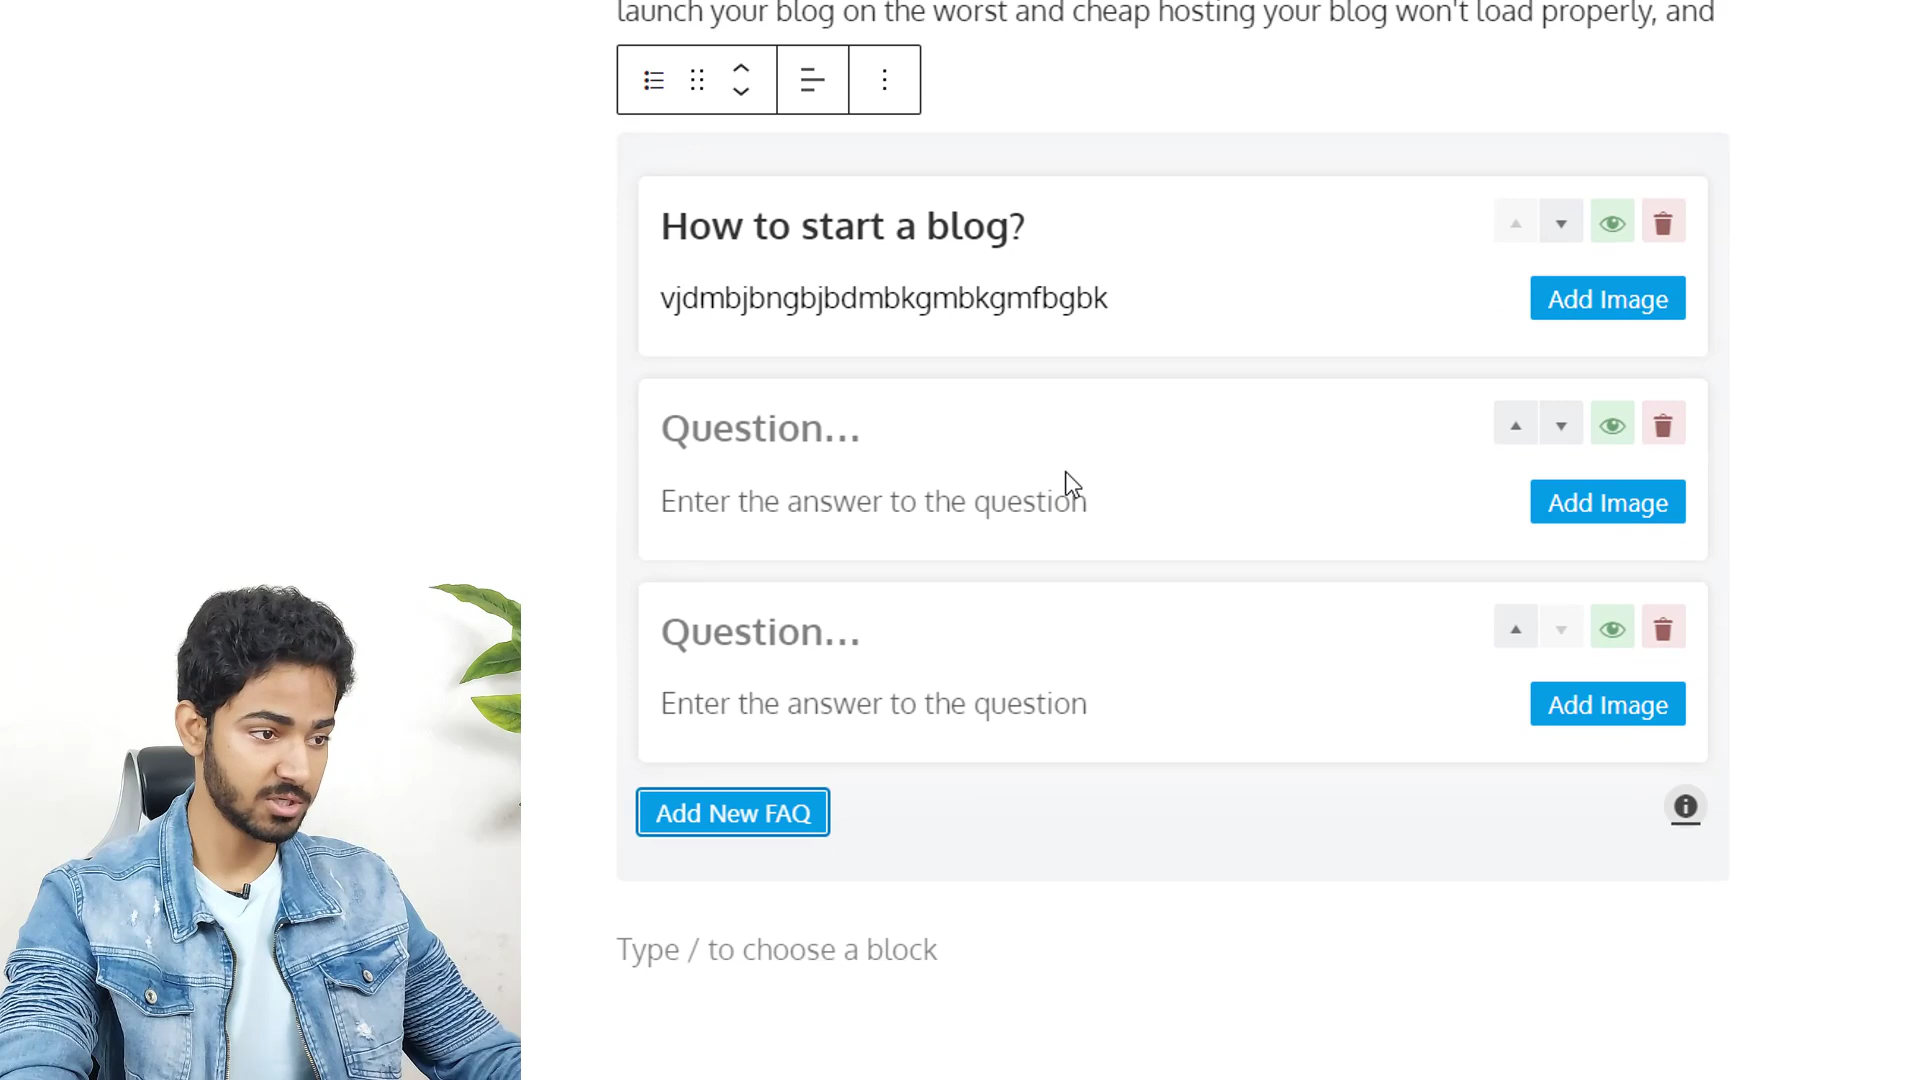 launch your blog on the worst and cheap hosting your blog won't load properly, and
How to start a blog?
vjdmbjbngbjbdmbkgmbkgmfbgbk
Add Image
Question...
Enter the answer to the question
Add Image
Question...
Enter the answer to the question
Add Image
Add New FAQ
Type / to choose a block